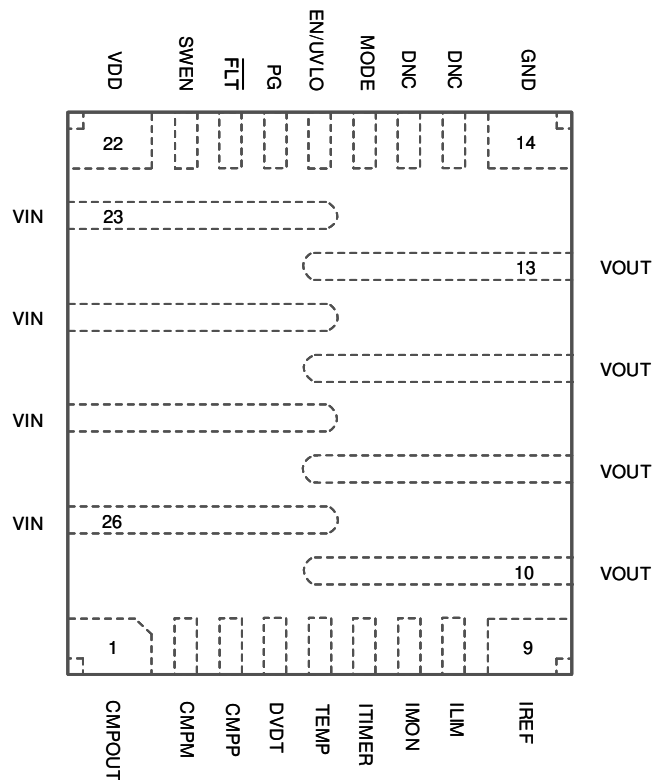 VDD SWEN FLT PG EN/UVLO MODE DNC DNC GND
22 14
VIN 23
13 VOUT
VIN
VOUT
VIN
VOUT
VIN 26
10 VOUT
1 9
CMPOUT CMPM CMPP DVDT TEMP ITIMER IMON ILIM IREF